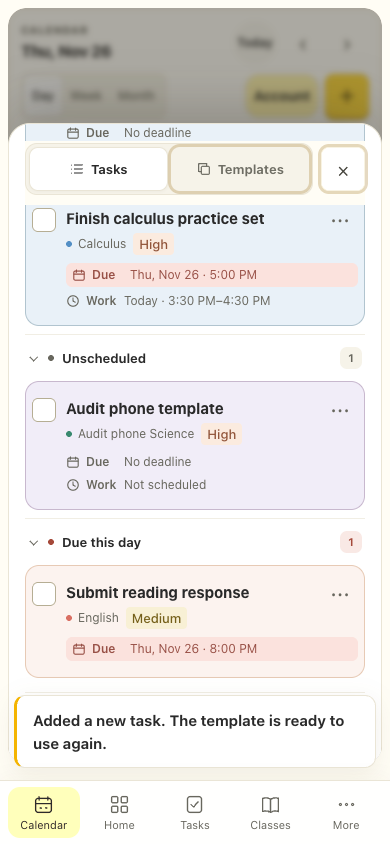 CALENDAR
Thu, Nov 26
Today
Day Week Month
Account
Due No deadline
Tasks Templates
Finish calculus practice set
Calculus High
Due Thu, Nov 26 · 5:00 PM
Work Today · 3:30 PM–4:30 PM
Unscheduled 1
Audit phone template
Audit phone Science High
Due No deadline
Work Not scheduled
Due this day 1
Submit reading response
English Medium
Due Thu, Nov 26 · 8:00 PM
Added a new task. The template is ready to
use again.
Calendar Home Tasks Classes More